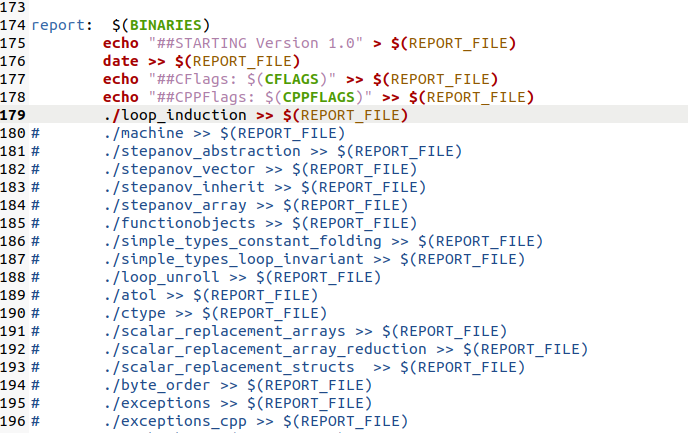 173
174 report:  $(BINARIES)
175         echo "##STARTING Version 1.0" > $(REPORT_FILE)
176         date >> $(REPORT_FILE)
177         echo "##CFlags: $(CFLAGS)" >> $(REPORT_FILE)
178         echo "##CPPFlags: $(CPPFLAGS)" >> $(REPORT_FILE)
179         ./loop_induction >> $(REPORT_FILE)
180 #       ./machine >> $(REPORT_FILE)
181 #       ./stepanov_abstraction >> $(REPORT_FILE)
182 #       ./stepanov_vector >> $(REPORT_FILE)
183 #       ./stepanov_inherit >> $(REPORT_FILE)
184 #       ./stepanov_array >> $(REPORT_FILE)
185 #       ./functionobjects >> $(REPORT_FILE)
186 #       ./simple_types_constant_folding >> $(REPORT_FILE)
187 #       ./simple_types_loop_invariant >> $(REPORT_FILE)
188 #       ./loop_unroll >> $(REPORT_FILE)
189 #       ./atol >> $(REPORT_FILE)
190 #       ./ctype >> $(REPORT_FILE)
191 #       ./scalar_replacement_arrays >> $(REPORT_FILE)
192 #       ./scalar_replacement_array_reduction >> $(REPORT_FILE)
193 #       ./scalar_replacement_structs  >> $(REPORT_FILE)
194 #       ./byte_order >> $(REPORT_FILE)
195 #       ./exceptions >> $(REPORT_FILE)
196 #       ./exceptions_cpp >> $(REPORT_FILE)